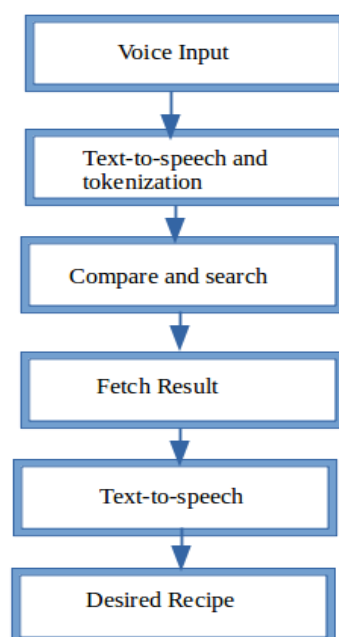 Voice Input
Text-to-speech and
tokenization
Compare and search
Fetch Result
Text-to-speech
Desired Recipe